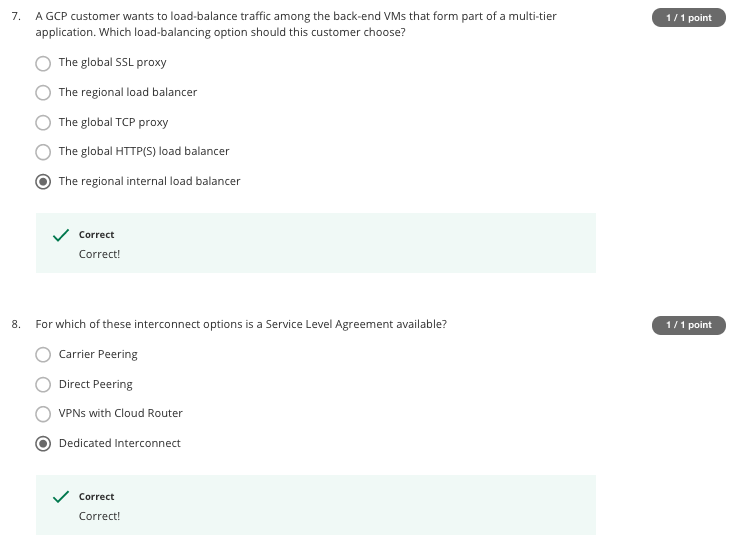 7. A GCP customer wants to load-balance traffic among the back-end VMs that form part of a multi-tier
application. Which load-balancing option should this customer choose?
1 / 1 point
The global SSL proxy
The regional load balancer
The global TCP proxy
The global HTTP(S) load balancer
The regional internal load balancer
Correct
Correct!
8. For which of these interconnect options is a Service Level Agreement available?
1 / 1 point
Carrier Peering
Direct Peering
VPNs with Cloud Router
Dedicated Interconnect
Correct
Correct!